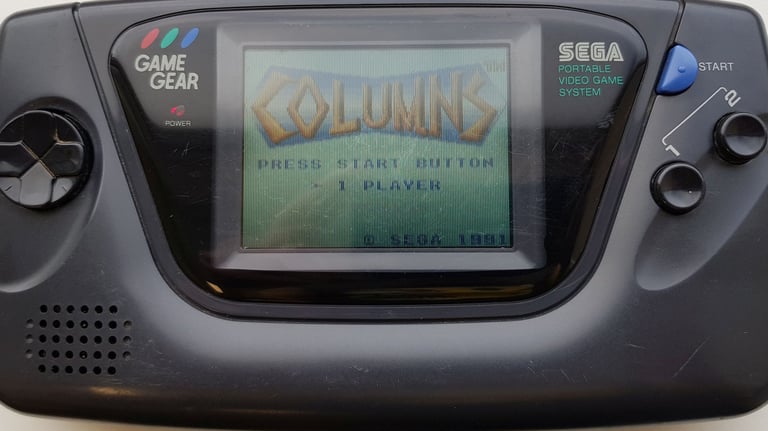 GAME
GEAR
POWER
COLUMNS
PRESS START BUTTON
1 PLAYER
© SEGA 1991
SEGA
PORTABLE
VIDEO GAME
SYSTEM
START
2
1